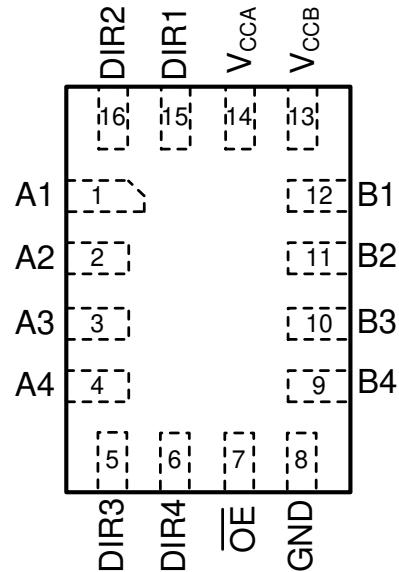 DIR2 DIR1 VCCA VCCB
16 15 14 13
A1 1 12 B1
A2 2 11 B2
A3 3 10 B3
A4 4 9 B4
5 6 7 8
DIR3 DIR4 O̅E̅ GND